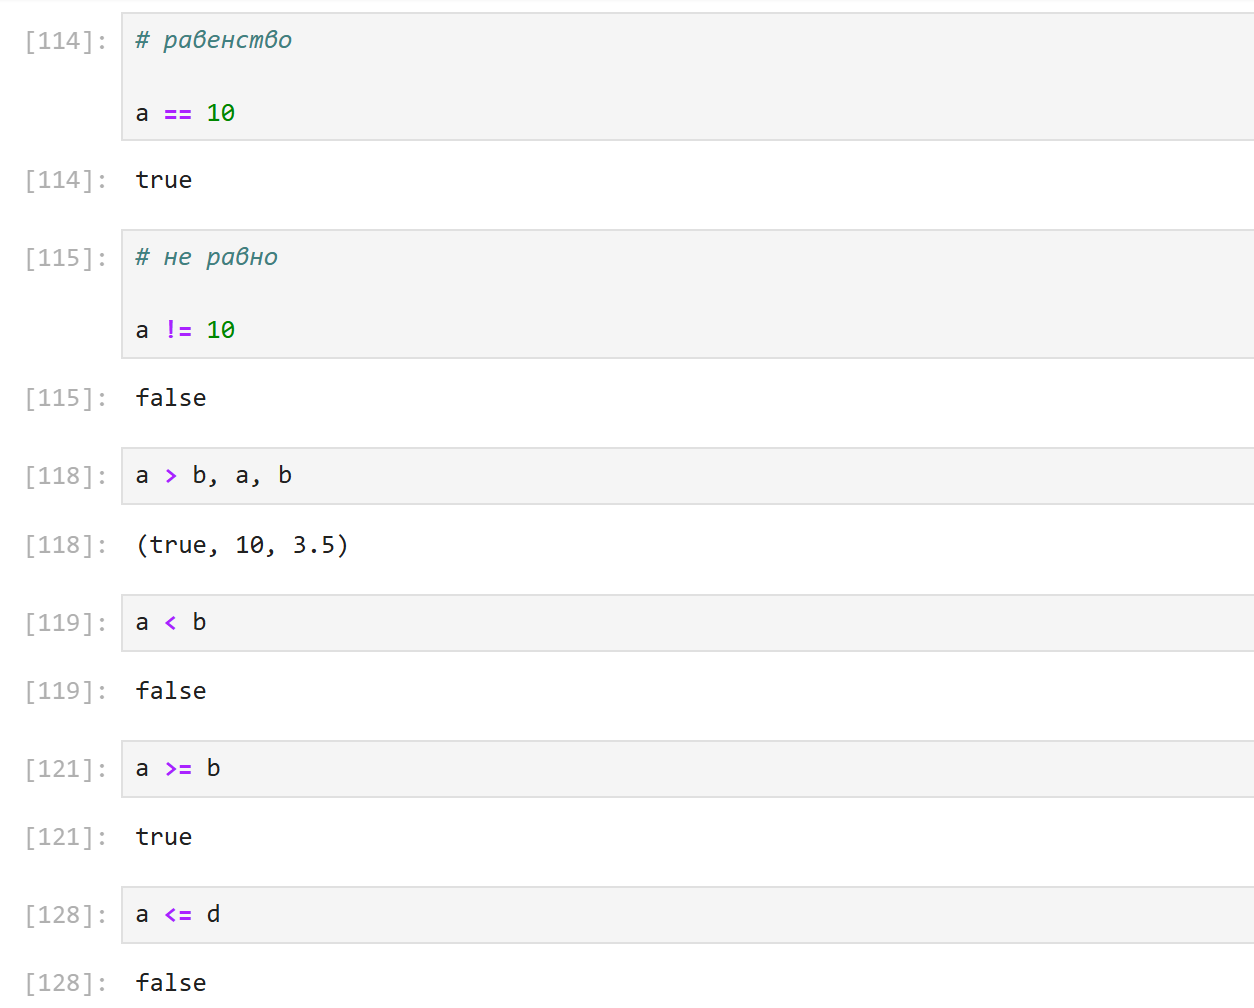 [114]: # равенство
a == 10
[114]: true
[115]: # не равно
a != 10
[115]: false
[118]: a > b, a, b
[118]: (true, 10, 3.5)
[119]: a < b
[119]: false
[121]: a >= b
[121]: true
[128]: a <= d
[128]: false